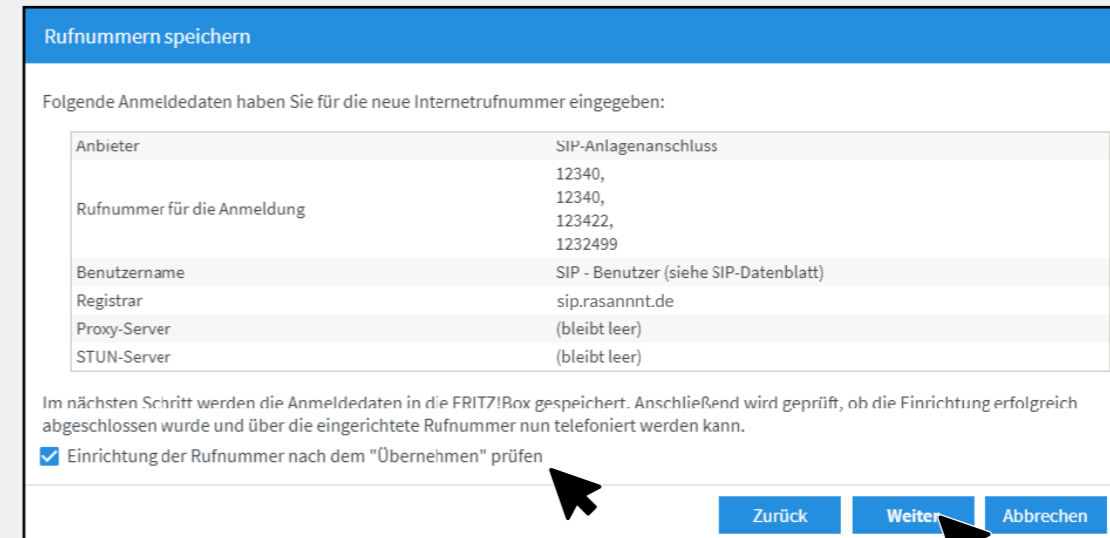 Rufnummern speichern
Folgende Anmeldedaten haben Sie für die neue Internetrufnummer eingegeben:
Anbieter SIP-Anlagenanschluss
Rufnummer für die Anmeldung 12340,
12340,
123422,
1232499
Benutzername SIP - Benutzer (siehe SIP-Datenblatt)
Registrar sip.rasannnt.de
Proxy-Server (bleibt leer)
STUN-Server (bleibt leer)
Im nächsten Schritt werden die Anmeldedaten in die FRITZ!Box gespeichert. Anschließend wird geprüft, ob die Einrichtung erfolgreich
abgeschlossen wurde und über die eingerichtete Rufnummer nun telefoniert werden kann.
Einrichtung der Rufnummer nach dem "Übernehmen" prüfen
Zurück Weiter Abbrechen